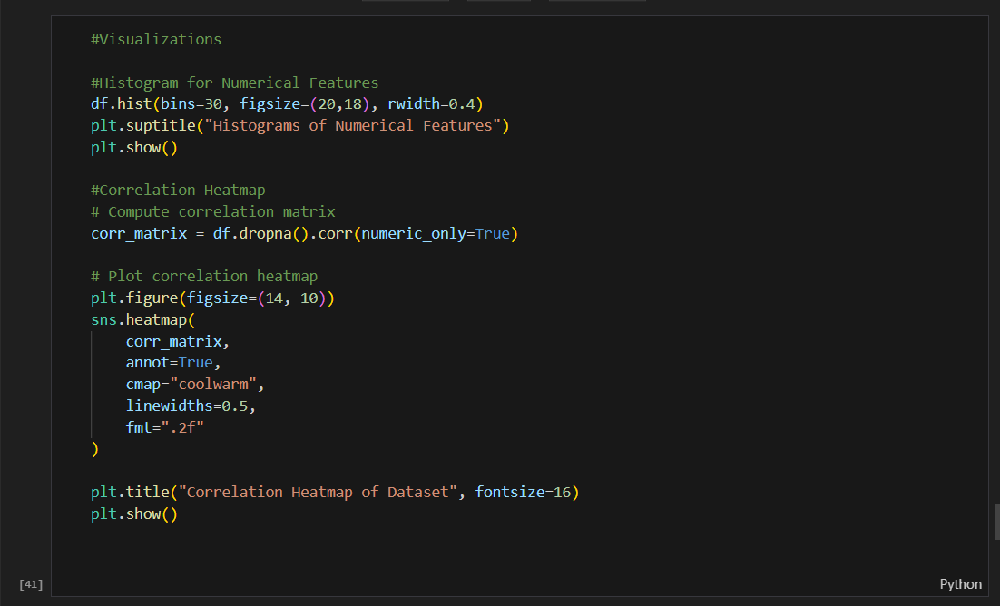 #Visualizations
#Histogram for Numerical Features
df.hist(bins=30, figsize=(20,18), rwidth=0.4)
plt.suptitle("Histograms of Numerical Features")
plt.show()
#Correlation Heatmap
# Compute correlation matrix
corr_matrix = df.dropna().corr(numeric_only=True)
# Plot correlation heatmap
plt.figure(figsize=(14, 10))
sns.heatmap(
    corr_matrix,
    annot=True,
    cmap="coolwarm",
    linewidths=0.5,
    fmt=".2f"
)
plt.title("Correlation Heatmap of Dataset", fontsize=16)
plt.show()
[41]
Python